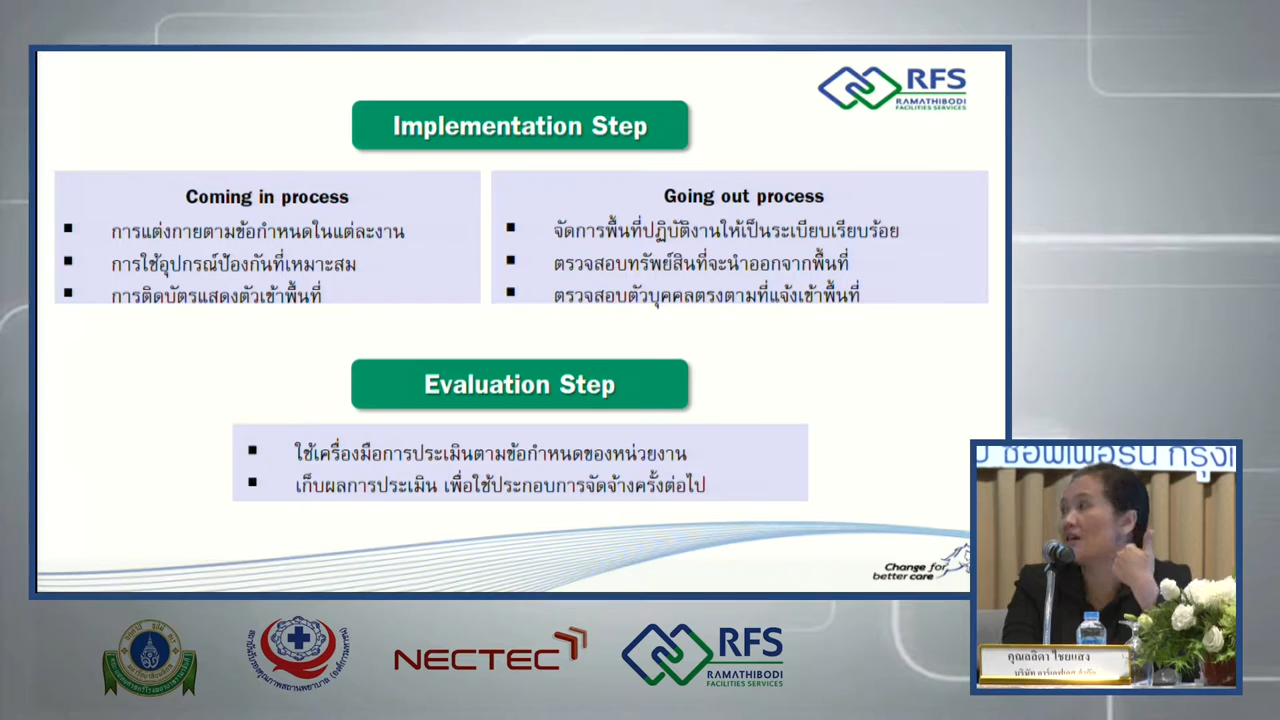 RFS
RAMATHIBODI
FACILITIES SERVICES
Implementation Step
Coming in process
▪ การแต่งกายตามข้อกำหนดในแต่ละงาน
▪ การใช้อุปกรณ์ป้องกันที่เหมาะสม
▪ การติดบัตรแสดงตัวเข้าพื้นที่
Going out process
▪ จัดการพื้นที่ปฏิบัติงานให้เป็นระเบียบเรียบร้อย
▪ ตรวจสอบทรัพย์สินที่จะนำออกจากพื้นที่
▪ ตรวจสอบตัวบุคคลตรงตามที่แจ้งเข้าพื้นที่
Evaluation Step
▪ ใช้เครื่องมือการประเมินตามข้อกำหนดของหน่วยงาน
▪ เก็บผลการประเมิน เพื่อใช้ประกอบการจัดจ้างครั้งต่อไป
Change for
better care
คุณลลิดา ไชยแสง
NECTEC
RFS
RAMATHIBODI
FACILITIES SERVICES